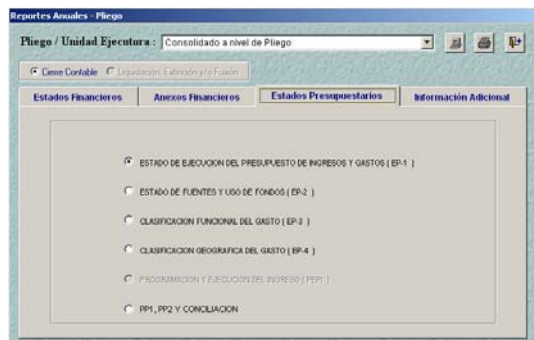 Reportes Anuales - Pliego
Pliego / Unidad Ejecutora : Consolidado a nivel de Pliego
Cierre Contable Liquidación, Extinción y/o Fusión
Estados Financieros Anexos Financieros Estados Presupuestarios Información Adicional
ESTADO DE EJECUCION DEL PRESUPUESTO DE INGRESOS Y GASTOS ( EP-1 )
ESTADO DE FUENTES Y USO DE FONDOS ( EP-2 )
CLASIFICACION FUNCIONAL DEL GASTO ( EP-3 )
CLASIFICACION GEOGRAFICA DEL GASTO ( EP-4 )
PROGRAMACION Y EJECUCION DEL INGRESO ( PEP1 )
PP1, PP2 Y CONCILIACION